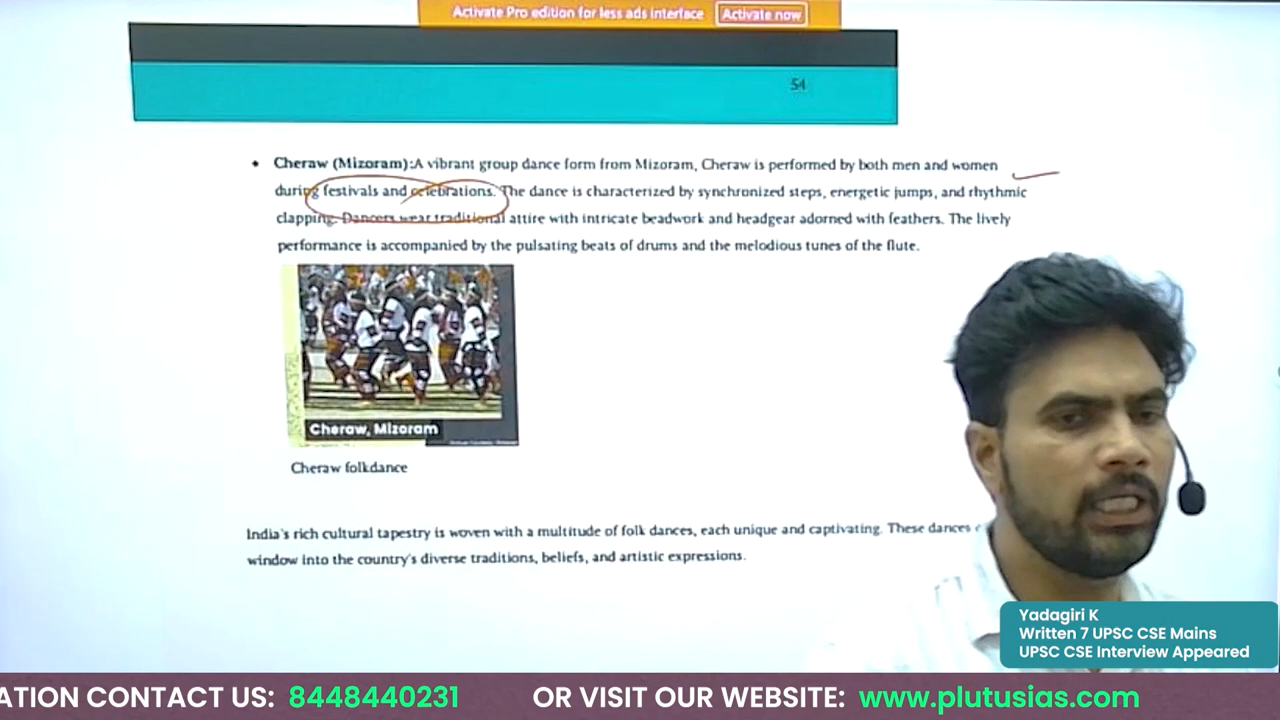 Activate Pro edition for less ads interface Activate now
54
• Cheraw (Mizoram):A vibrant group dance form from Mizoram, Cheraw is performed by both men and women
during festivals and celebrations. The dance is characterized by synchronized steps, energetic jumps, and rhythmic
clapping. Dancers wear traditional attire with intricate beadwork and headgear adorned with feathers. The lively
performance is accompanied by the pulsating beats of drums and the melodious tunes of the flute.
Cheraw, Mizoram
Cheraw folkdance
India's rich cultural tapestry is woven with a multitude of folk dances, each unique and captivating. These dances
window into the country's diverse traditions, beliefs, and artistic expressions.
Yadagiri K
Written 7 UPSC CSE Mains
UPSC CSE Interview Appeared
ATION CONTACT US: 8448440231 OR VISIT OUR WEBSITE: www.plutusias.com